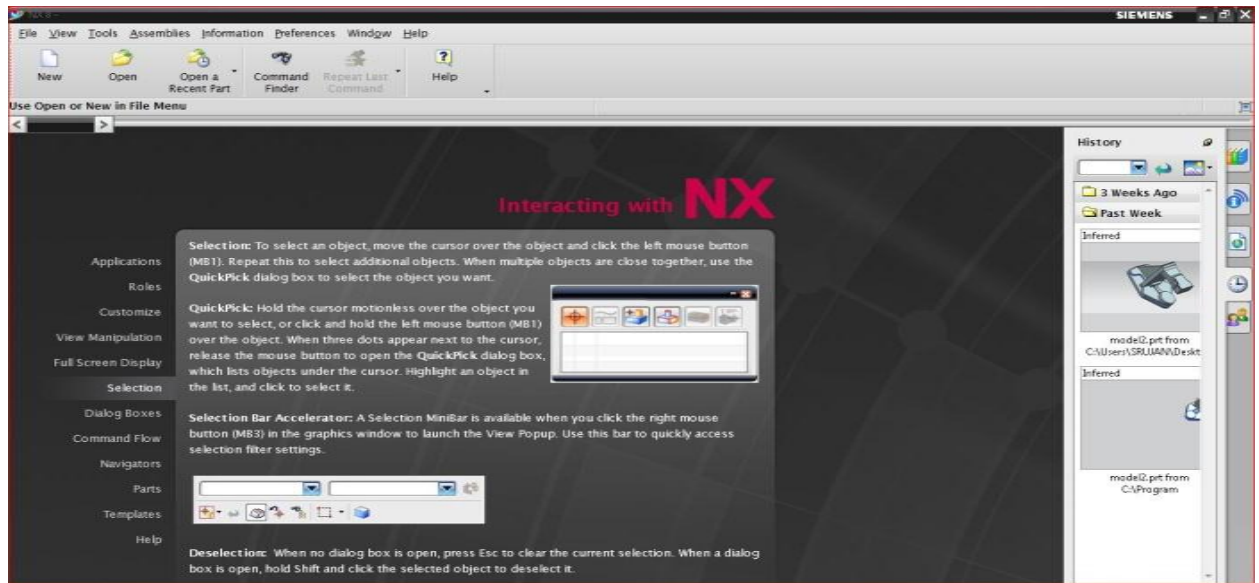 SIEMENS
File View Tools Assemblies Information Preferences Window Help
New
Open
Open a
Recent Part
Command
Finder
Repeat Last
Command
Help
Use Open or New in File Menu
Interacting with NX
Applications
Roles
Customize
View Manipulation
Full Screen Display
Selection
Dialog Boxes
Command Flow
Navigators
Parts
Templates
Help
Selection: To select an object, move the cursor over the object and click the left mouse button
(MB1). Repeat this to select additional objects. When multiple objects are close together, use the
QuickPick dialog box to select the object you want.
QuickPick: Hold the cursor motionless over the object you
want to select, or click and hold the left mouse button (MB1)
over the object. When three dots appear next to the cursor,
release the mouse button to open the QuickPick dialog box,
which lists objects under the cursor. Highlight an object in
the list, and click to select it.
Selection Bar Accelerator: A Selection MiniBar is available when you click the right mouse
button (MB3) in the graphics window to launch the View Popup. Use this bar to quickly access
selection filter settings.
Deselection: When no dialog box is open, press Esc to clear the current selection. When a dialog
box is open, hold Shift and click the selected object to deselect it.
History
3 Weeks Ago
Past Week
Inferred
model2.prt from
C:\Users\SRUJAN\Deskt
Inferred
model2.prt from
C:\Program